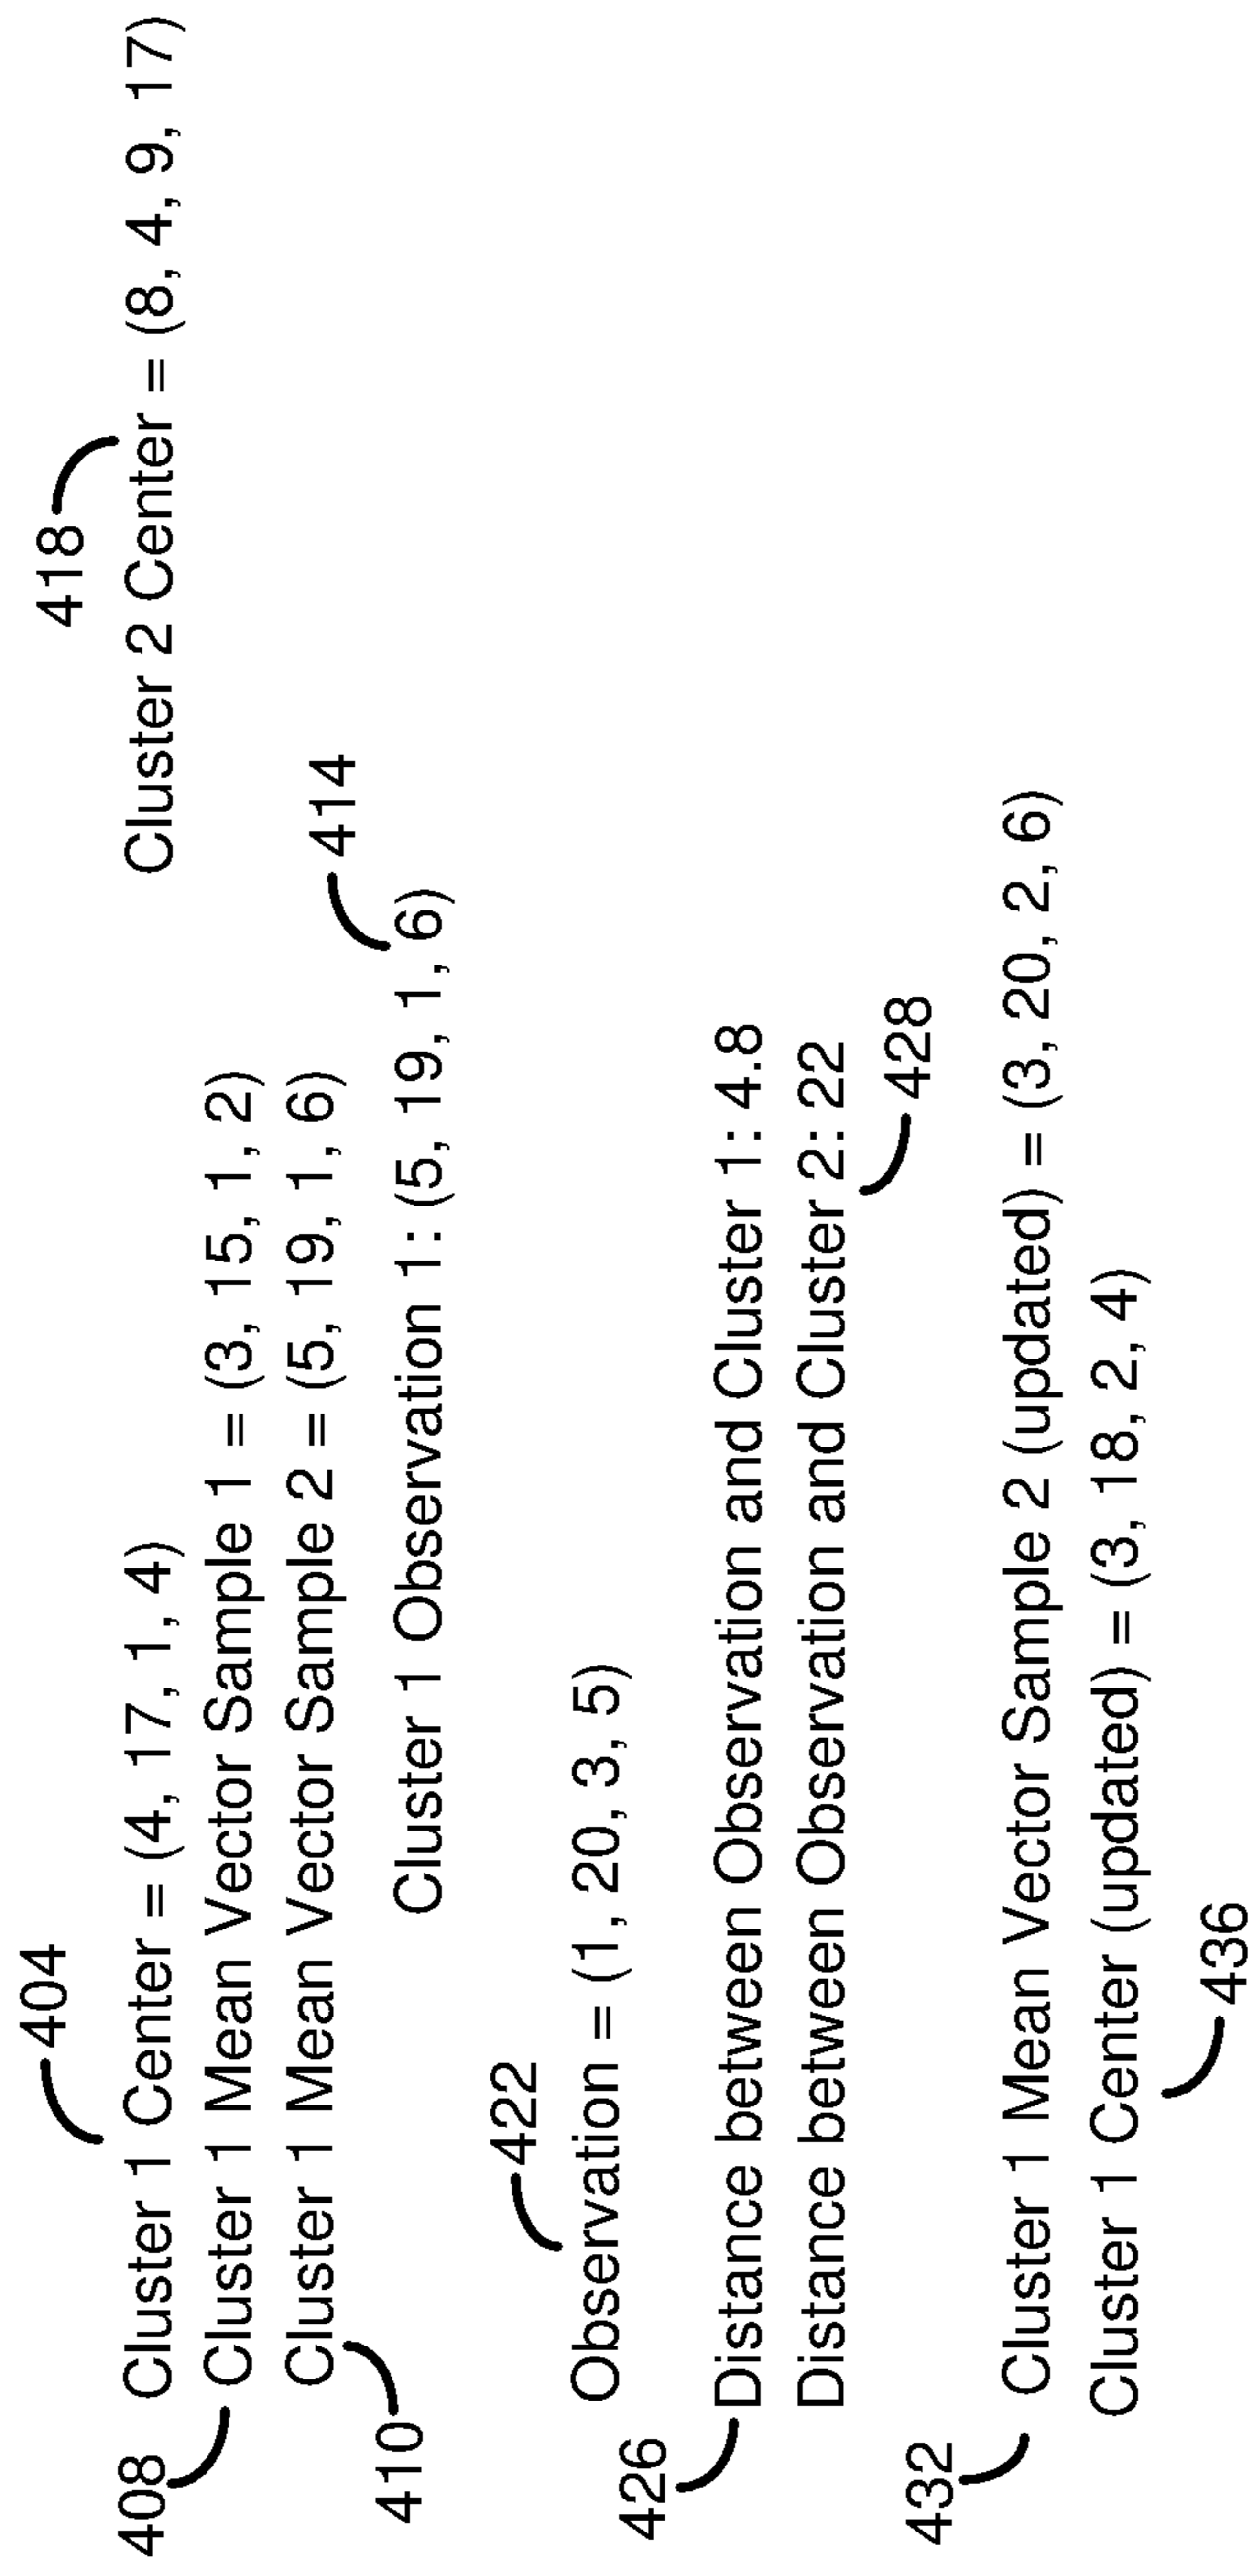 404
418
Cluster 1 Center = (4, 17, 1, 4)
Cluster 2 Center = (8, 4, 9, 17)
408
Cluster 1 Mean Vector Sample 1 = (3, 15, 1, 2)
Cluster 1 Mean Vector Sample 2 = (5, 19, 1, 6)
410
414
Cluster 1 Observation 1: (5, 19, 1, 6)
422
Observation = (1, 20, 3, 5)
426
Distance between Observation and Cluster 1: 4.8
Distance between Observation and Cluster 2: 22
428
432
Cluster 1 Mean Vector Sample 2 (updated) = (3, 20, 2, 6)
Cluster 1 Center (updated) = (3, 18, 2, 4)
436